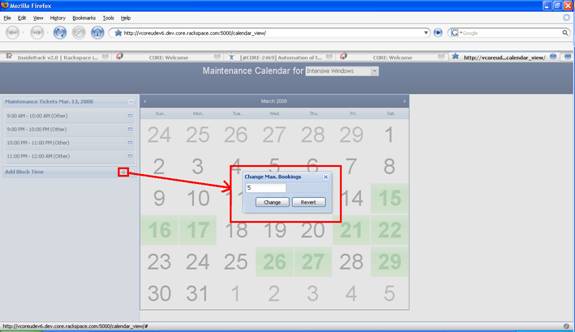 Mozilla Firefox
File Edit View History Bookmarks Tools Help
http://vcoreudev6.dev.core.rackspace.com:5000/calendar_view/
Google
InsideRack v2.0 | Rackspace i...
CORE: Welcome
[#CORE-2469] Automation of I...
CORE: Welcome
http://vcoreud...calendar_view/
Maintenance Calendar for Intensive Windows
Maintenance Tickets Mar. 13, 2008
9:00 AM - 10:00 AM (Other)
9:00 PM - 10:00 PM (Other)
10:00 PM - 11:00 PM (Other)
11:00 PM - 12:00 AM (Other)
Add Block Time
March 2008
Sun. Mon. Tue. Wed. Thu. Fri. Sat.
24 25 26 27 28 29 1
2 3 7 8
9 10 14 15
16 17 18 19 20 21 22
23 24 25 26 27 28 29
30 31 1 2 3 4 5
Change Max. Bookings
5
Change Revert
http://vcoreudev6.dev.core.rackspace.com:5000/calendar_view/#